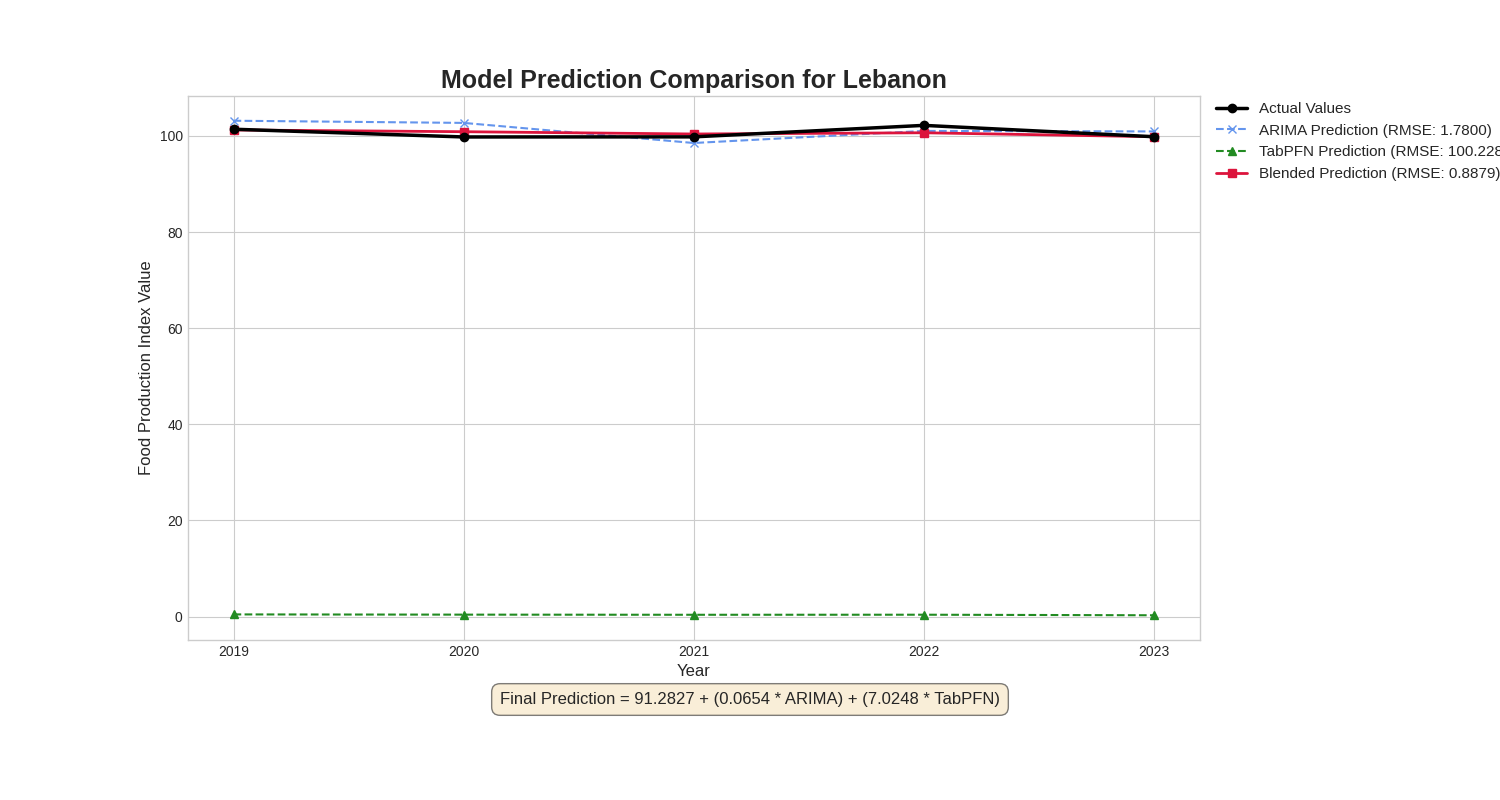 Model Prediction Comparison for Lebanon
Actual Values
ARIMA Prediction (RMSE: 1.7800)
TabPFN Prediction (RMSE: 100.228
Blended Prediction (RMSE: 0.8879)
Food Production Index Value
100
80
60
40
20
0
2019 2020 2021 2022 2023
Year
Final Prediction = 91.2827 + (0.0654 * ARIMA) + (7.0248 * TabPFN)